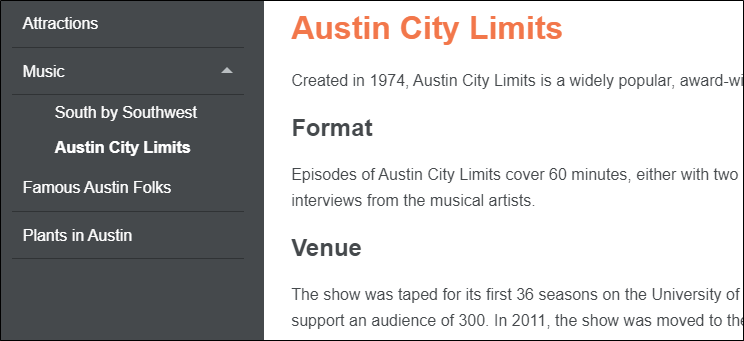 Attractions
Music
South by Southwest
Austin City Limits
Famous Austin Folks
Plants in Austin
Austin City Limits
Created in 1974, Austin City Limits is a widely popular, award-wi
Format
Episodes of Austin City Limits cover 60 minutes, either with two
interviews from the musical artists.
Venue
The show was taped for its first 36 seasons on the University of
support an audience of 300. In 2011, the show was moved to the